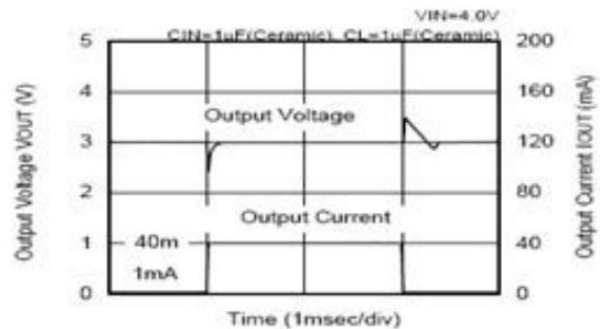 VIN=4.0V
CIN=1uF(Ceramic), CL=1uF(Ceramic)
5
4
3
2
1
0
200
160
120
80
40
0
Output Voltage
Output Current
40m
1mA
Output Voltage VOUT (V)
Output Current IOUT (mA)
Time (1msec/div)